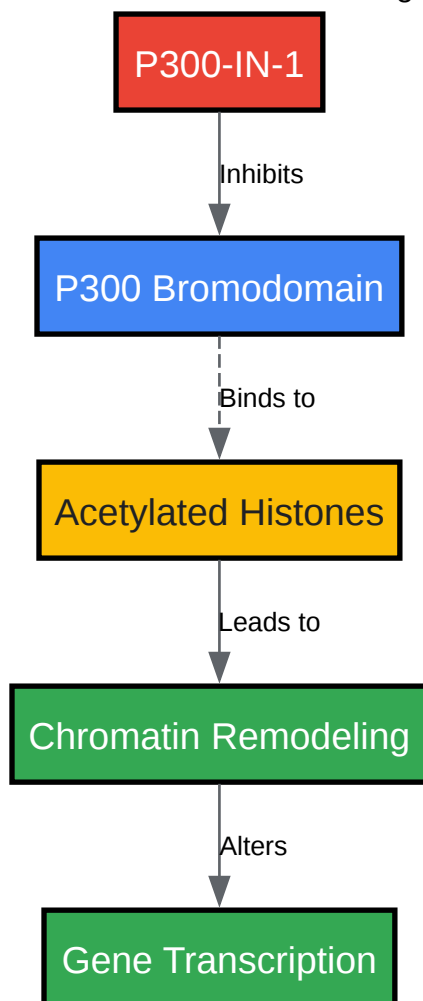 P300-IN-1
Inhibits
P300 Bromodomain
Binds to
Acetylated Histones
Leads to
Chromatin Remodeling
Alters
Gene Transcription